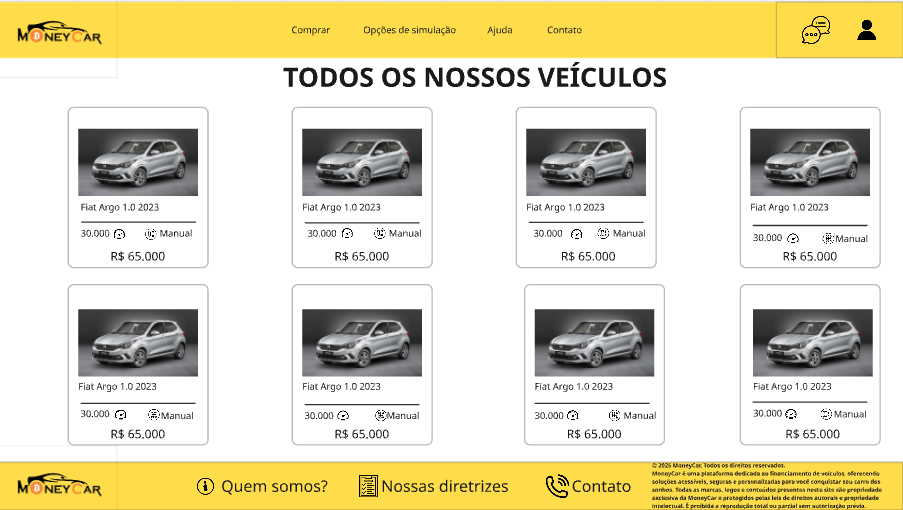 MONEYCAR
Comprar Opções de simulação Ajuda Contato
TODOS OS NOSSOS VEÍCULOS
Fiat Argo 1.0 2023
30.000 Manual
R$ 65.000
Fiat Argo 1.0 2023
30.000 Manual
R$ 65.000
Fiat Argo 1.0 2023
30.000 Manual
R$ 65.000
Fiat Argo 1.0 2023
30.000 Manual
R$ 65.000
Fiat Argo 1.0 2023
30.000 Manual
R$ 65.000
Fiat Argo 1.0 2023
30.000 Manual
R$ 65.000
Fiat Argo 1.0 2023
30.000 Manual
R$ 65.000
Fiat Argo 1.0 2023
30.000 Manual
R$ 65.000
MONEYCAR
Quem somos? Nossas diretrizes Contato
© 2025 MoneyCar. Todos os direitos reservados.
MoneyCar é uma plataforma dedicada ao financiamento de veículos, oferecendo
soluções acessíveis, seguras e personalizadas para você conquistar seu carro dos
sonhos. Todas as marcas, logos e conteúdos presentes neste site são propriedade
exclusiva da MoneyCar e protegidos pelas leis de direitos autorais e propriedade
intelectual. É proibida a reprodução total ou parcial sem autorização prévia.